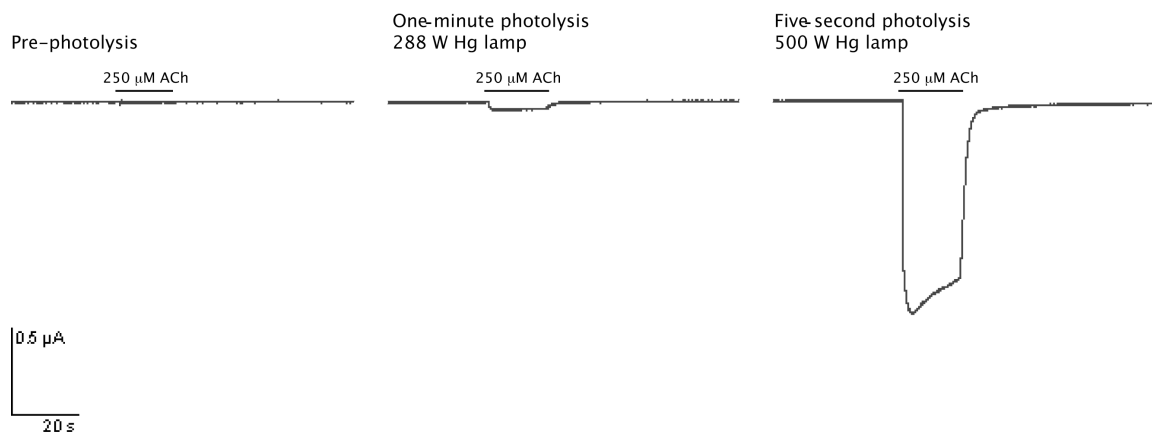 Pre-photolysis
250 μM ACh
One-minute photolysis
288 W Hg lamp
250 μM ACh
Five-second photolysis
500 W Hg lamp
250 μM ACh
0.5 μA
20 s